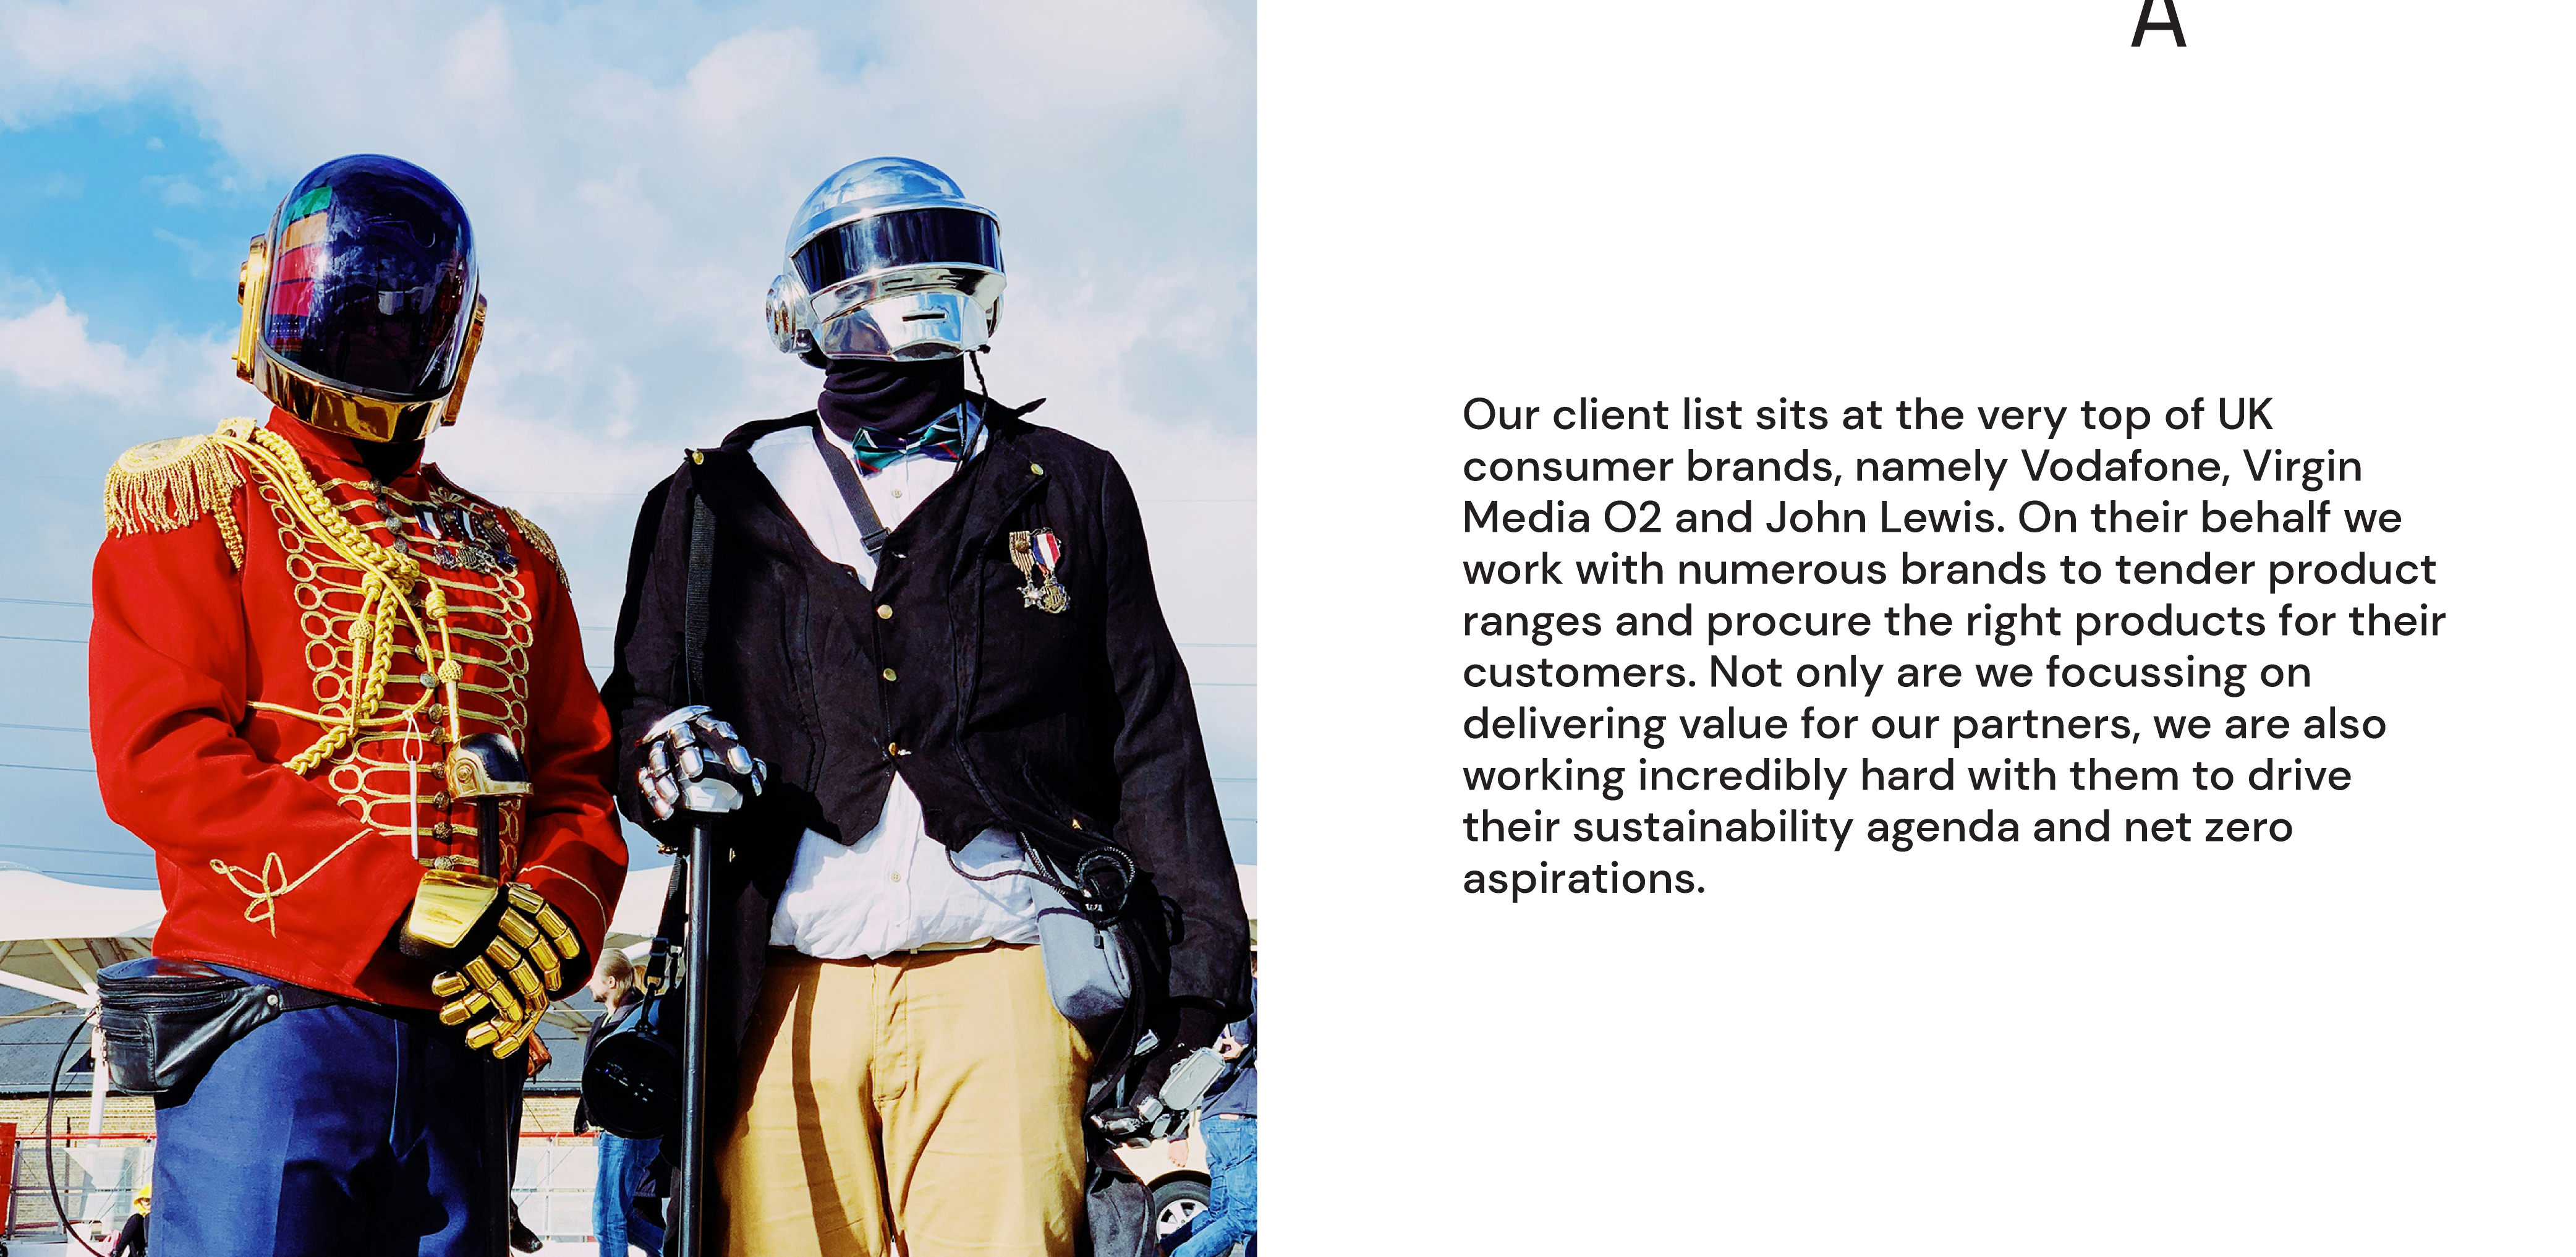 A
Our client list sits at the very top of UK
consumer brands, namely Vodafone, Virgin
Media O2 and John Lewis. On their behalf we
work with numerous brands to tender product
ranges and procure the right products for their
customers. Not only are we focussing on
delivering value for our partners, we are also
working incredibly hard with them to drive
their sustainability agenda and net zero
aspirations.